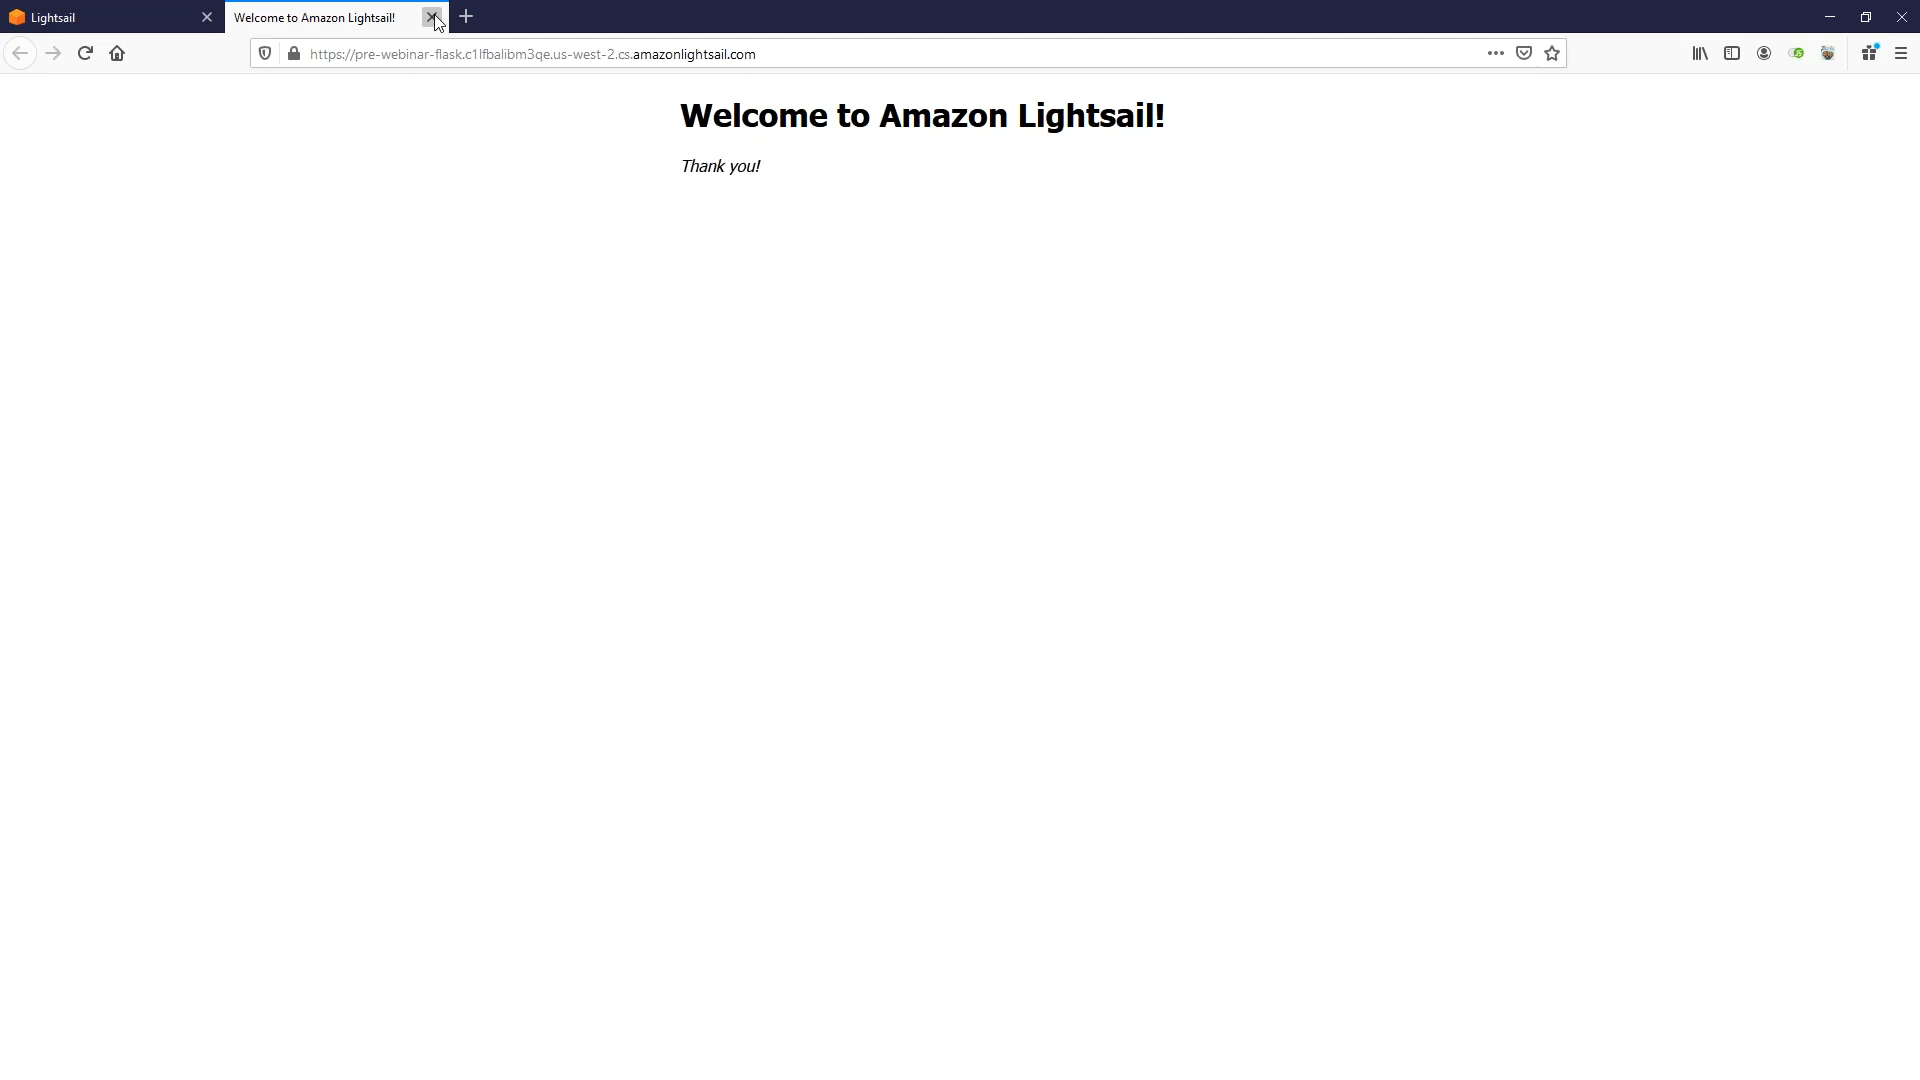 Lightsail
Welcome to Amazon Lightsail!
https://pre-webinar-flask.c1lfbalibm3qe.us-west-2.cs.amazonlightsail.com
Welcome to Amazon Lightsail!
Thank you!